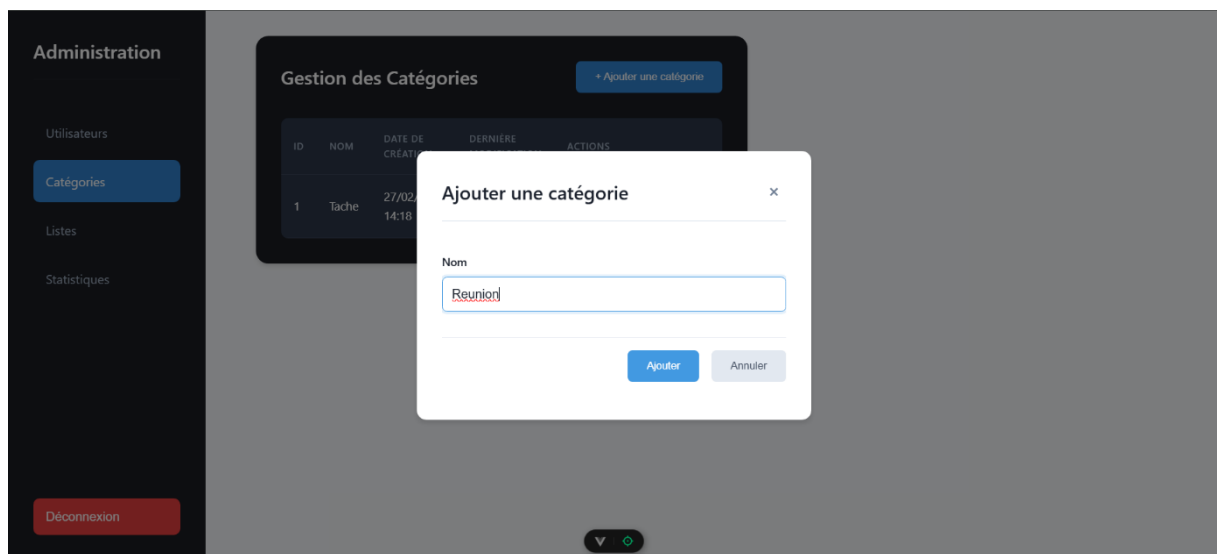 Administration
Utilisateurs
Catégories
Listes
Statistiques
Déconnexion
Gestion des Catégories
+ Ajouter une catégorie
ID NOM DATE DE CRÉATION DERNIÈRE ACTIONS
1 Tache 27/02/ 14:18
Ajouter une catégorie
×
Nom
Reunion
Ajouter Annuler